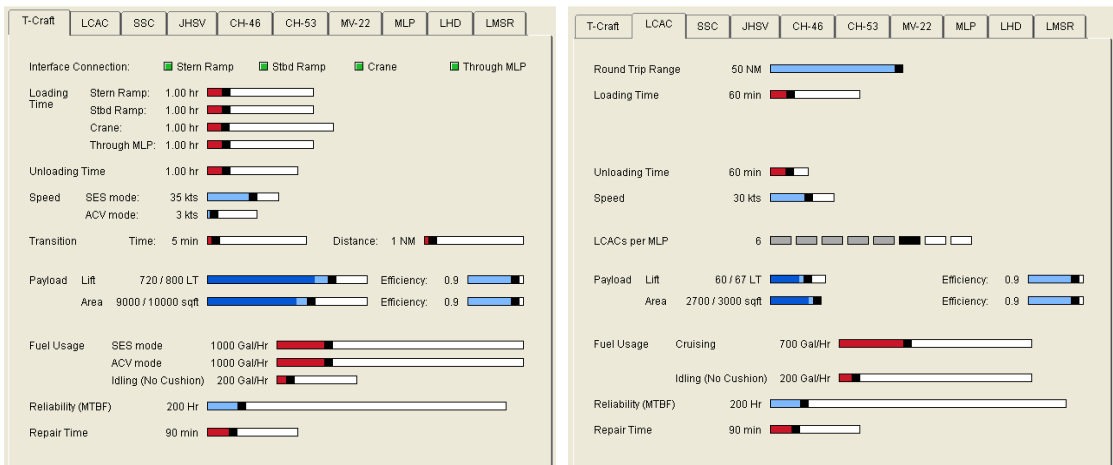 T-Craft LCAC SSC JHSV CH-46 CH-53 MV-22 MLP LHD LMSR
Interface Connection: Stern Ramp Stbd Ramp Crane Through MLP
Loading Time Stern Ramp: 1.00 hr
Stbd Ramp: 1.00 hr
Crane: 1.00 hr
Through MLP: 1.00 hr
Unloading Time 1.00 hr
Speed SES mode: 35 kts
ACV mode: 3 kts
Transition Time: 5 min Distance: 1 NM
Payload Lift 720 / 800 LT Efficiency: 0.9
Area 9000 / 10000 sqft Efficiency: 0.9
Fuel Usage SES mode 1000 Gal/Hr
ACV mode 1000 Gal/Hr
Idling (No Cushion) 200 Gal/Hr
Reliability (MTBF) 200 Hr
Repair Time 90 min
T-Craft LCAC SSC JHSV CH-46 CH-53 MV-22 MLP LHD LMSR
Round Trip Range 50 NM
Loading Time 60 min
Unloading Time 60 min
Speed 30 kts
LCACs per MLP 6
Payload Lift 60 / 67 LT Efficiency: 0.9
Area 2700 / 3000 sqft Efficiency: 0.9
Fuel Usage Cruising 700 Gal/Hr
Idling (No Cushion) 200 Gal/Hr
Reliability (MTBF) 200 Hr
Repair Time 90 min